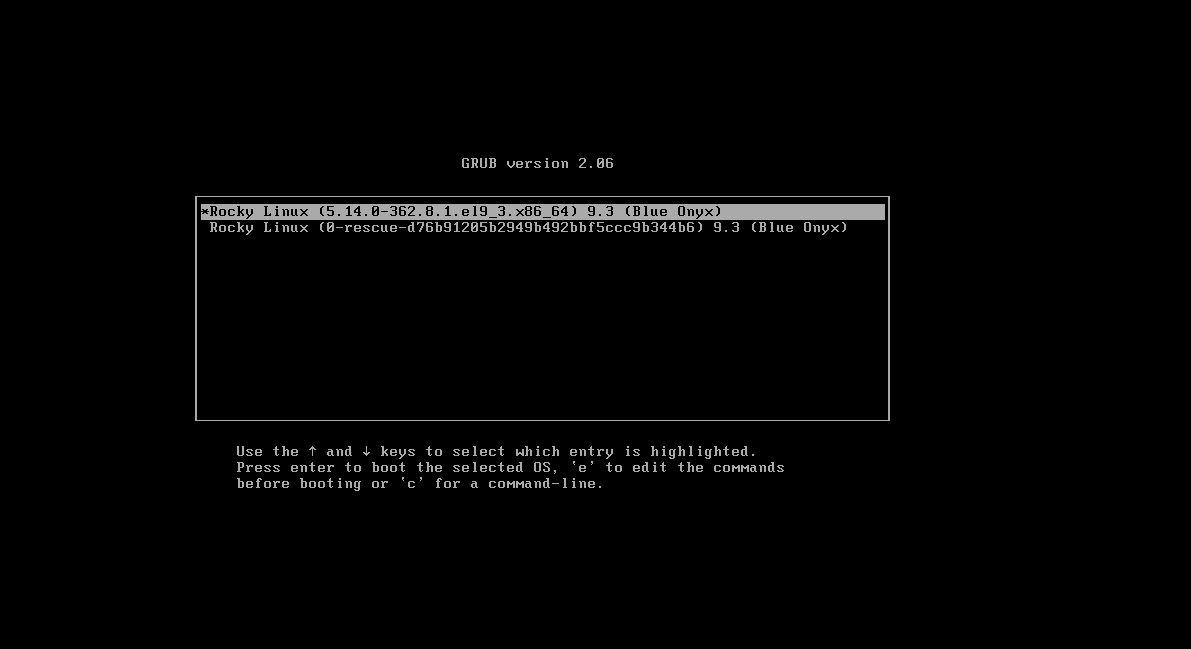 GRUB version 2.06
*Rocky Linux (5.14.0-362.8.1.el9_3.x86_64) 9.3 (Blue Onyx)
Rocky Linux (0-rescue-d76b91205b2949b492bbf5ccc9b344b6) 9.3 (Blue Onyx)
Use the ↑ and ↓ keys to select which entry is highlighted.
Press enter to boot the selected OS, `e' to edit the commands
before booting or `c' for a command-line.